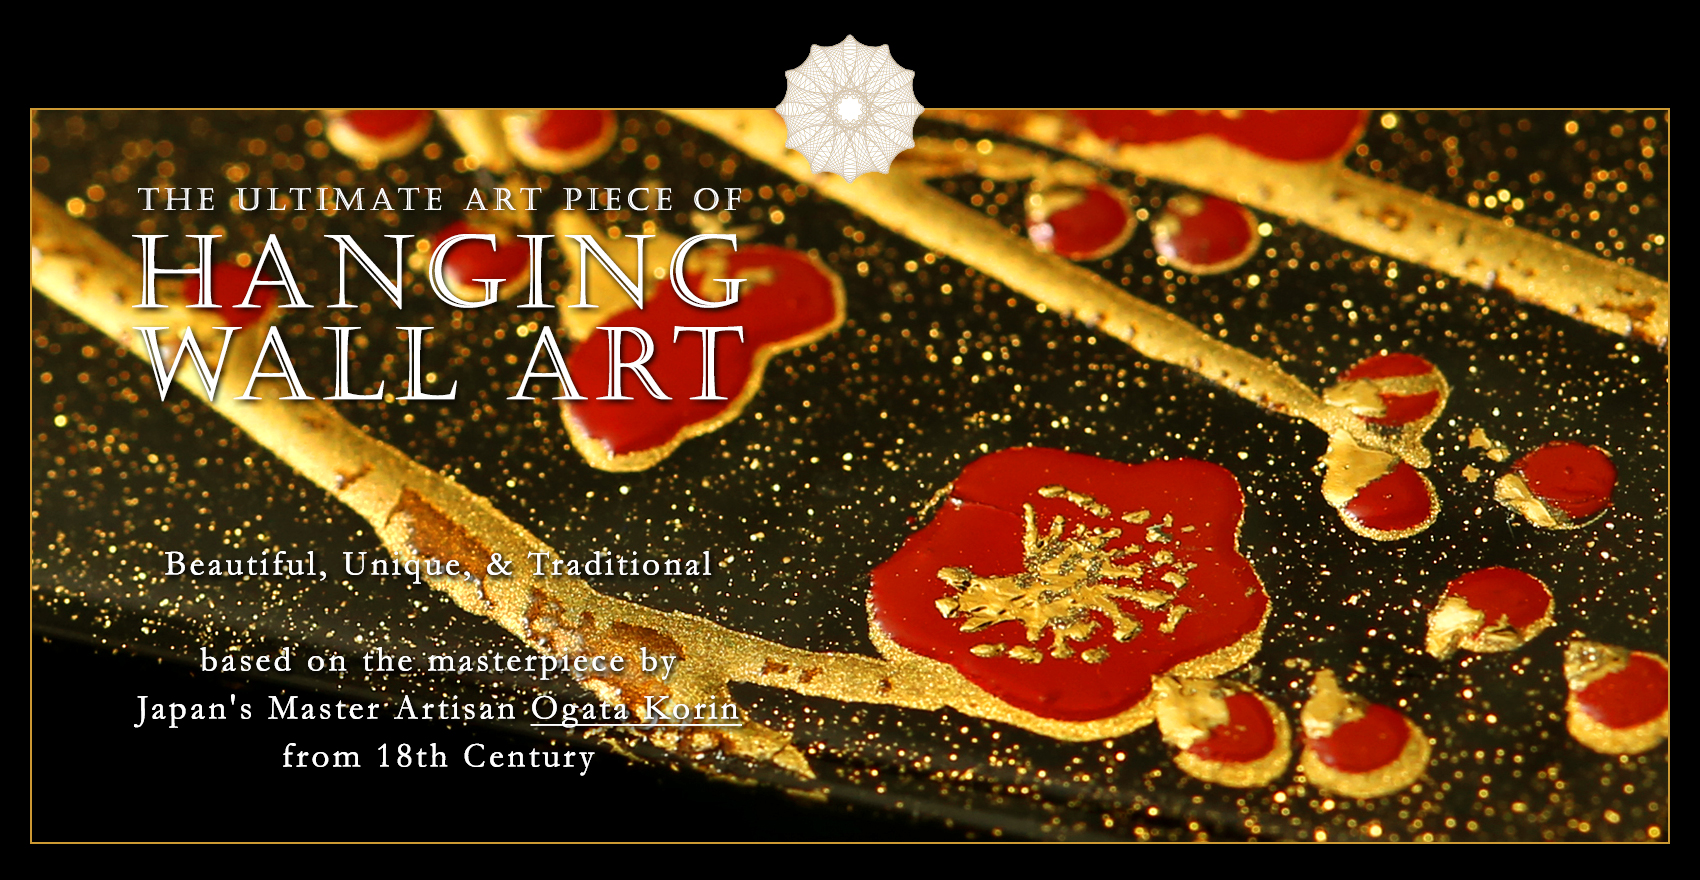 THE ULTIMATE ART PIECE OF
HANGING
WALL ART
Beautiful, Unique, & Traditional
based on the masterpiece by
Japan's Master Artisan Ogata Korin
from 18th Century